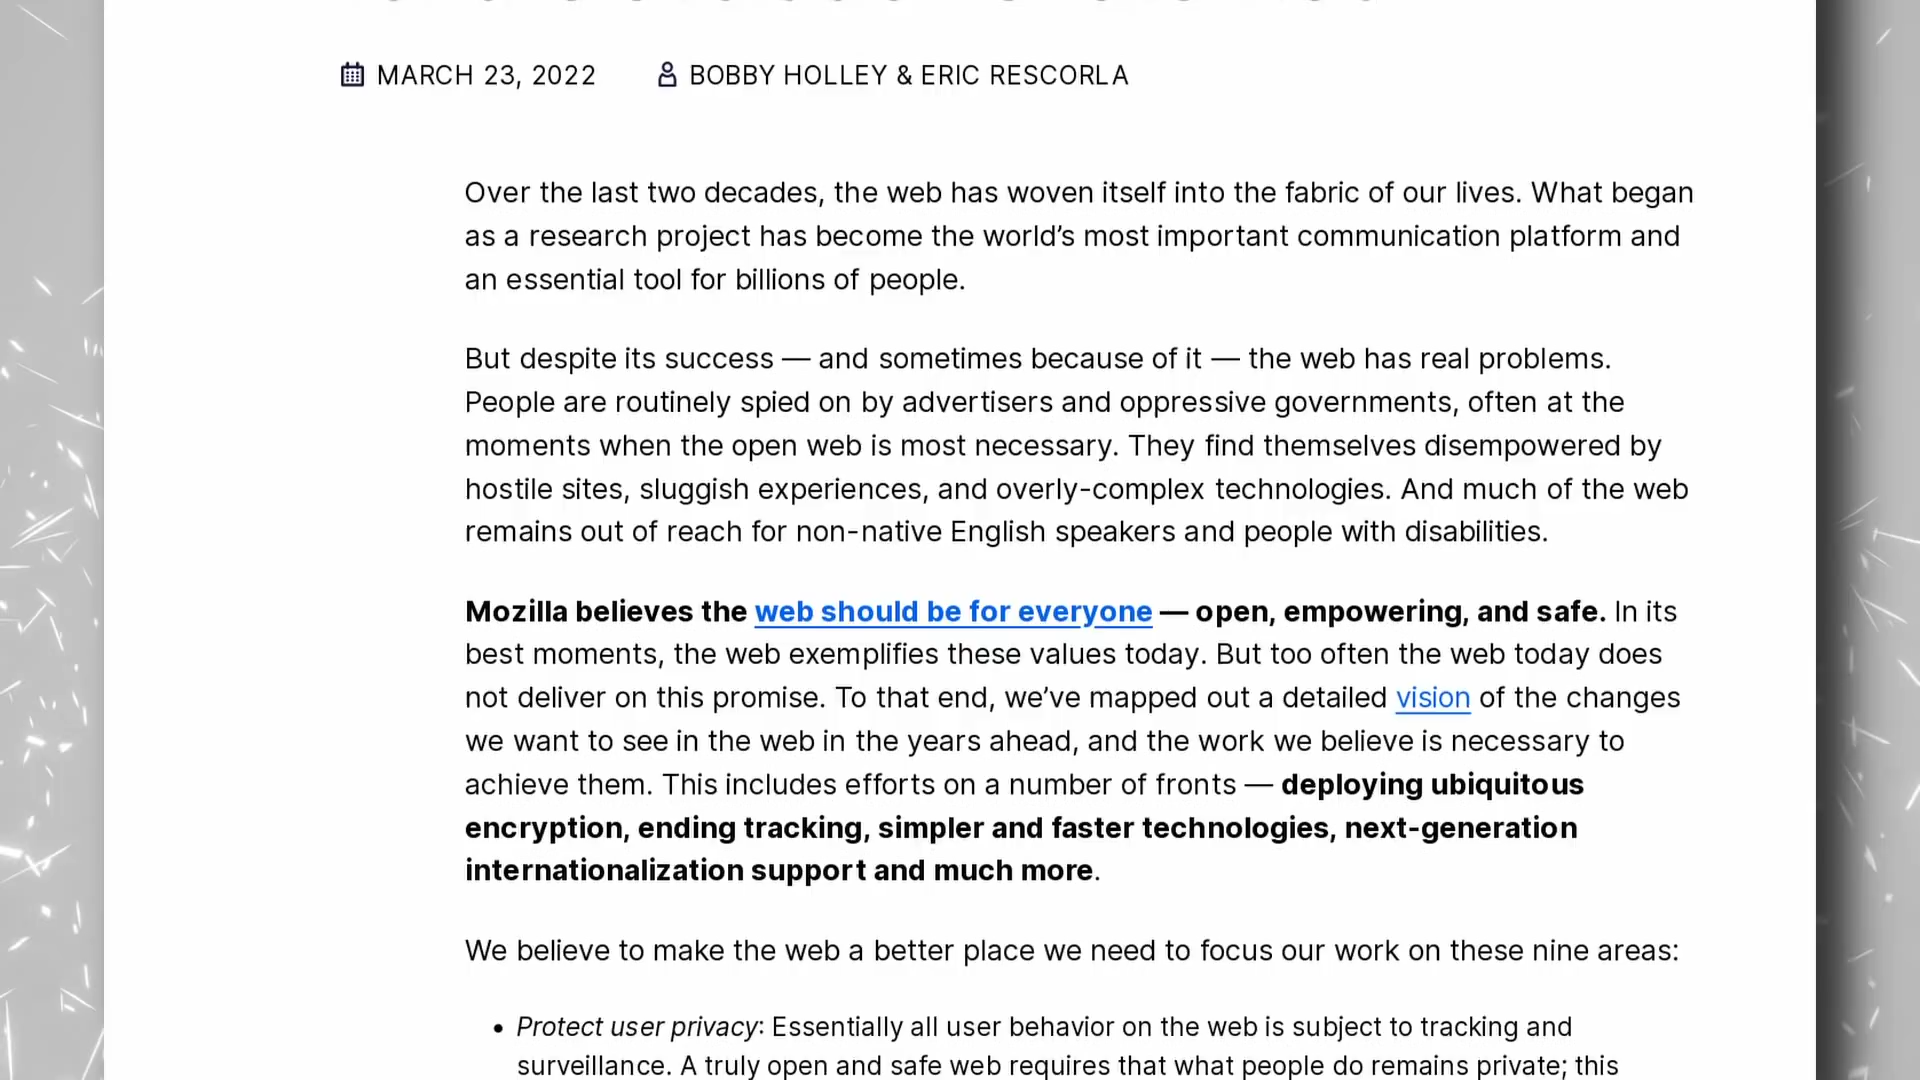 MARCH 23, 2022 BOBBY HOLLEY & ERIC RESCORLA
Over the last two decades, the web has woven itself into the fabric of our lives. What began
as a research project has become the world’s most important communication platform and
an essential tool for billions of people.
But despite its success — and sometimes because of it — the web has real problems.
People are routinely spied on by advertisers and oppressive governments, often at the
moments when the open web is most necessary. They find themselves disempowered by
hostile sites, sluggish experiences, and overly-complex technologies. And much of the web
remains out of reach for non-native English speakers and people with disabilities.
Mozilla believes the web should be for everyone — open, empowering, and safe. In its
best moments, the web exemplifies these values today. But too often the web today does
not deliver on this promise. To that end, we’ve mapped out a detailed vision of the changes
we want to see in the web in the years ahead, and the work we believe is necessary to
achieve them. This includes efforts on a number of fronts — deploying ubiquitous
encryption, ending tracking, simpler and faster technologies, next-generation
internationalization support and much more.
We believe to make the web a better place we need to focus our work on these nine areas:
• Protect user privacy: Essentially all user behavior on the web is subject to tracking and
surveillance. A truly open and safe web requires that what people do remains private; this